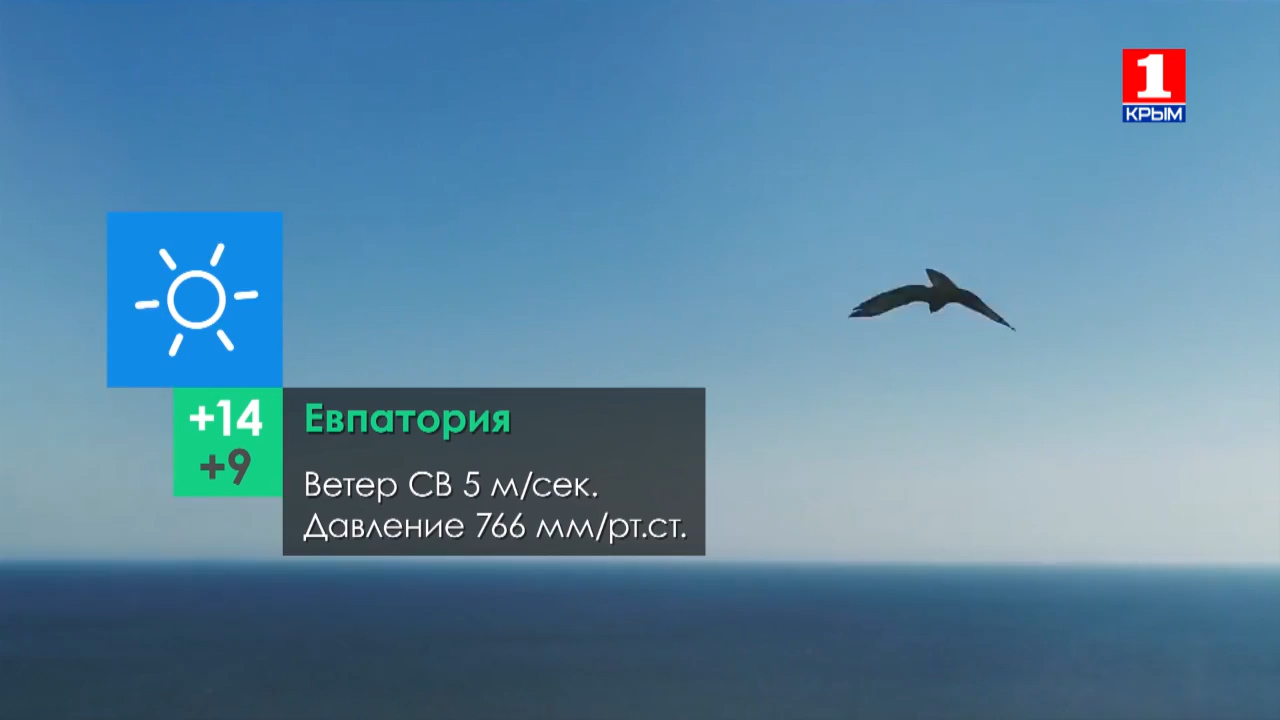 1
КРЫМ
+14
+9
Евпатория
Ветер СВ 5 м/сек.
Давление 766 мм/рт.ст.